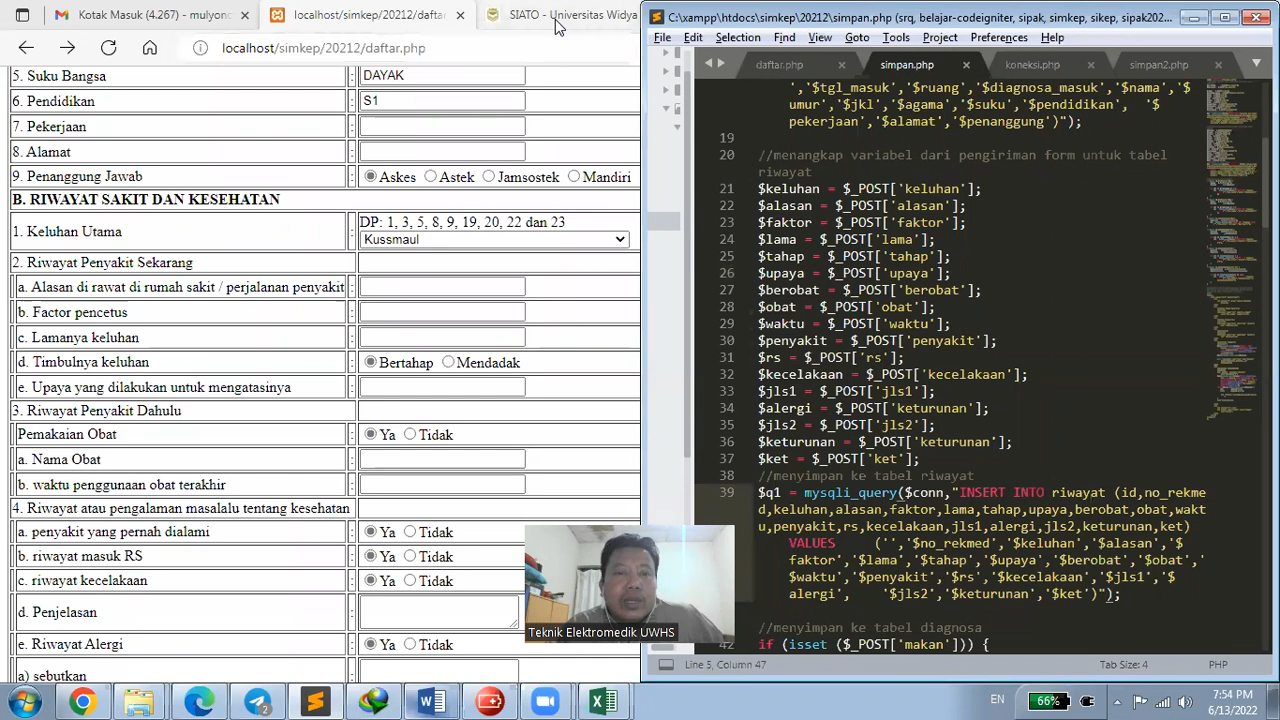 Kotak Masuk (4.267) - mulyon
localhost/simkep/20212/daftar
SIATO - Universitas Widya
C:\xampp\htdocs\simkep\20212\simpan.php (srq, belajar-codeigniter, sipak, simkep, sikep, sipak202...
localhost/simkep/20212/daftar.php
File Edit Selection Find View Goto Tools Project Preferences Help
daftar.php simpan.php koneksi.php simpan2.php
5. Suku Bangsa : DAYAK
6. Pendidikan : S1
7. Pekerjaan :
8. Alamat :
9. Penanggung Jawab : Askes Astek Jamsostek Mandiri
B. RIWAYAT SAKIT DAN KESEHATAN
1. Keluhan Utama : DP: 1, 3, 5, 8, 9, 19, 20, 12 dan 23
Kussmaul
2. Riwayat Penyakit Sekarang
a. Alasan di rawat di rumah sakit / perjalanan penyakit :
b. Factor pencetus :
c. Lamanya keluhan :
d. Timbulnya keluhan : Bertahap Mendadak
e. Upaya yang dilakukan untuk mengatasinya :
3. Riwayat Penyakit Dahulu :
Pemakaian Obat : Ya Tidak
a. Nama Obat :
b. waktu penggunaan obat terakhir :
4. Riwayat atau pengalaman masalalu tentang kesehatan :
a. penyakit yang pernah dialami : Ya Tidak
b. riwayat masuk RS : Ya Tidak
c. riwayat kecelakaan : Ya Tidak
d. Penjelasan :
e. Riwayat Alergi : Ya Tidak
a) sebutkan :
','$tgl_masuk','$ruang','$diagnosa_masuk','$nama','$
umur','$jkl','$agama','$suku','$pendidikan', '$
pekerjaan','$alamat','$penanggung')");
19
20 //menangkap variabel dari pengiriman form untuk tabel
riwayat
21 $keluhan = $_POST['keluhan'];
22 $alasan = $_POST['alasan'];
23 $faktor = $_POST['faktor'];
24 $lama = $_POST['lama'];
25 $tahap = $_POST['tahap'];
26 $upaya = $_POST['upaya'];
27 $berobat = $_POST['berobat'];
28 $obat = $_POST['obat'];
29 $waktu = $_POST['waktu'];
30 $penyakit = $_POST['penyakit'];
31 $rs = $_POST['rs'];
32 $kecelakaan = $_POST['kecelakaan'];
33 $jls1 = $_POST['jls1'];
34 $alergi = $_POST['keturunan'];
35 $jls2 = $_POST['jls2'];
36 $keturunan = $_POST['keturunan'];
37 $ket = $_POST['ket'];
38 //menyimpan ke tabel riwayat
39 $q1 = mysqli_query($conn,"INSERT INTO riwayat (id,no_rekme
d,keluhan,alasan,faktor,lama,tahap,upaya,berobat,obat,wakt
u,penyakit,rs,kecelakaan,jls1,alergi,jls2,keturunan,ket)
VALUES ('','$no_rekmed','$keluhan','$alasan','$
faktor','$lama','$tahap','$upaya','$berobat','$obat','
$waktu','$penyakit','$rs','$kecelakaan','$jls1','$
alergi', '$jls2','$keturunan','$ket')");
//menyimpan ke tabel diagnosa
42 if (isset ($_POST['makan'])) {
Teknik Elektromedik UWHS
Line 5, Column 47 Tab Size: 4 PHP
EN 66% 7:54 PM
6/13/2022